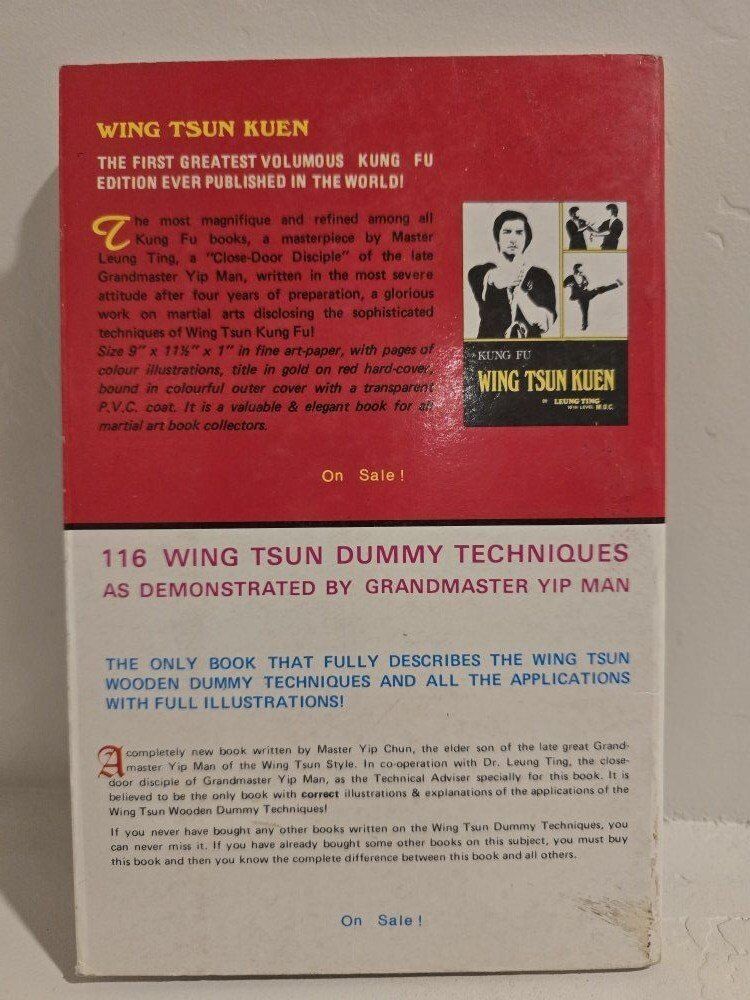 WING TSUN KUEN
THE FIRST GREATEST VOLUMOUS KUNG FU
EDITION EVER PUBLISHED IN THE WORLD!
The most magnifique and refined among all
Kung Fu books, a masterpiece by Master
Leung Ting, a "Close-Door Disciple" of the late
Grandmaster Yip Man, written in the most severe
attitude after four years of preparation, a glorious
work on martial arts disclosing the sophisticated
techniques of Wing Tsun Kung Fu!
Size 9" x 11½" x 1" in fine art-paper, with pages of
colour illustrations, title in gold on red hard-cover,
bound in colourful outer cover with a transparent
P.V.C. coat. It is a valuable & elegant book for all
martial art book collectors.
KUNG FU
WING TSUN KUEN
BY LEUNG TING
10TH LEVEL M.O.C.
On Sale!
116 WING TSUN DUMMY TECHNIQUES
AS DEMONSTRATED BY GRANDMASTER YIP MAN
THE ONLY BOOK THAT FULLY DESCRIBES THE WING TSUN
WOODEN DUMMY TECHNIQUES AND ALL THE APPLICATIONS
WITH FULL ILLUSTRATIONS!
A completely new book written by Master Yip Chun, the elder son of the late great Grand-
master Yip Man of the Wing Tsun Style. In co-operation with Dr. Leung Ting, the close-
door disciple of Grandmaster Yip Man, as the Technical Adviser specially for this book. It is
believed to be the only book with correct illustrations & explanations of the applications of the
Wing Tsun Wooden Dummy Techniques!
If you never have bought any other books written on the Wing Tsun Dummy Techniques, you
can never miss it. If you have already bought some other books on this subject, you must buy
this book and then you know the complete difference between this book and all others.
On Sale!